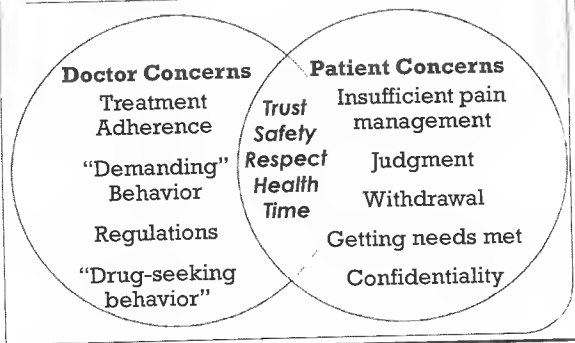 Doctor Concerns
Treatment
Adherence
“Demanding”
Behavior
Regulations
“Drug-seeking
behavior”
Trust
Safety
Respect
Health
Time
Patient Concerns
Insufficient pain
management
Judgment
Withdrawal
Getting needs met
Confidentiality